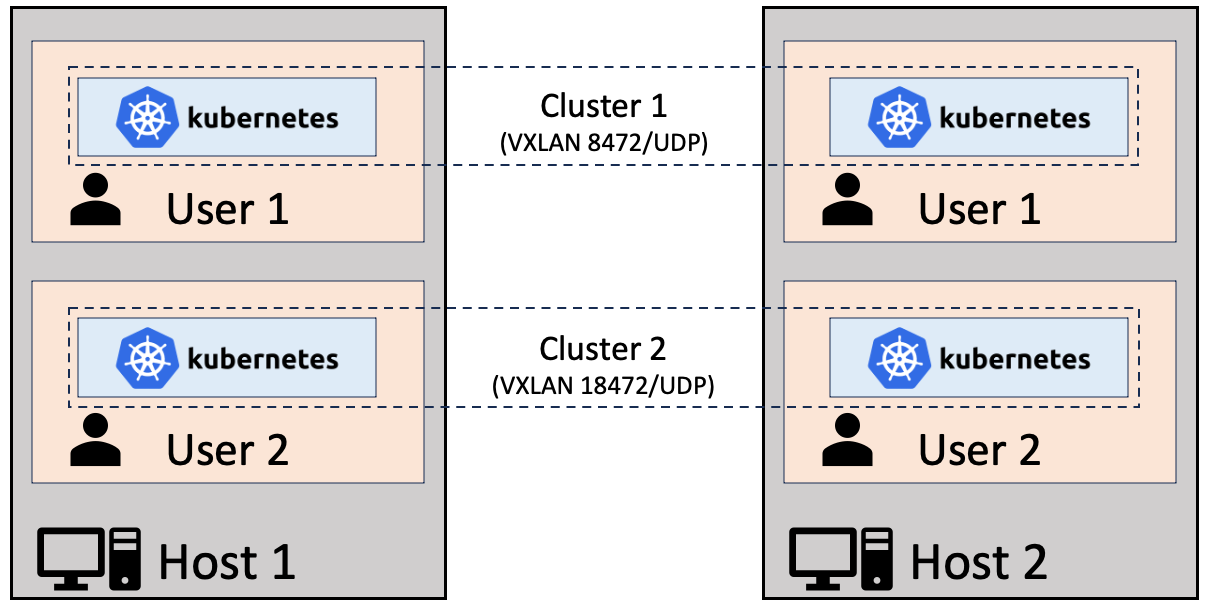 kubernetes
Cluster 1
(VXLAN 8472/UDP)
kubernetes
User 1
User 1
kubernetes
Cluster 2
(VXLAN 18472/UDP)
kubernetes
User 2
User 2
Host 1
Host 2